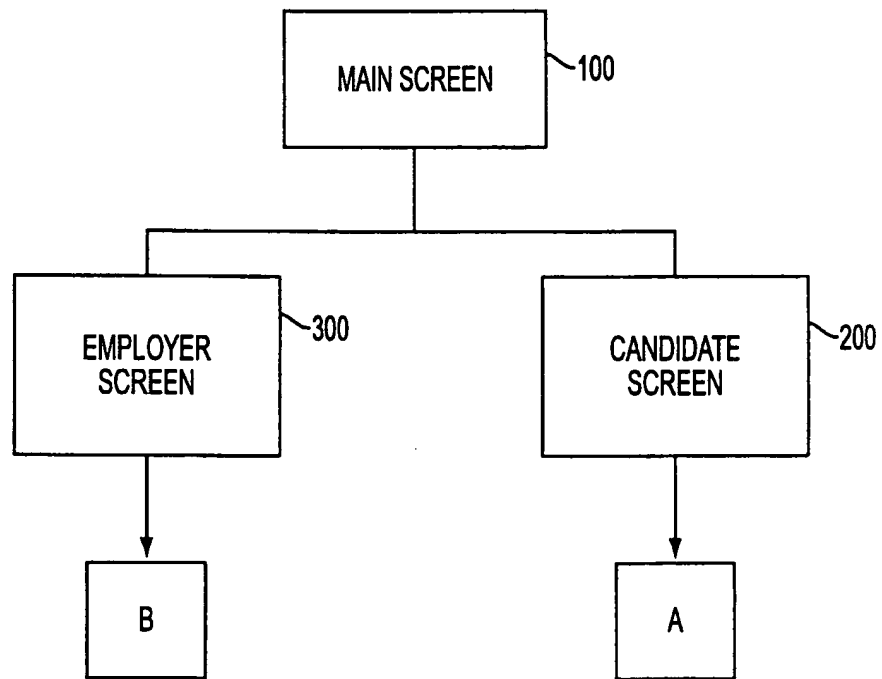 MAIN SCREEN
100
EMPLOYER
SCREEN
300
CANDIDATE
SCREEN
200
B
A